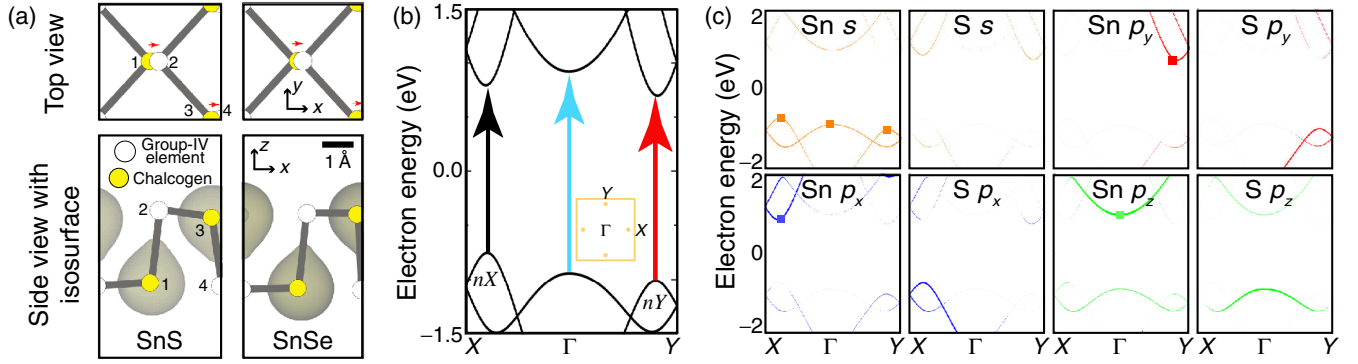 (a)
Top view
1
2
3
4
y
x
Side view with
isosurface
Group-IV
element
Chalcogen
z
x
1 Å
2
3
1
4
SnS
SnSe
(b)
Electron energy (eV)
1.5
0.0
−1.5
Y
Γ
X
nX
nY
X
Γ
Y
(c)
Electron energy (eV)
2
0
−2
2
0
−2
Sn s
S s
Sn py
S py
Sn px
S px
Sn pz
S pz
X
Γ
Y
X
Γ
Y
X
Γ
Y
X
Γ
Y